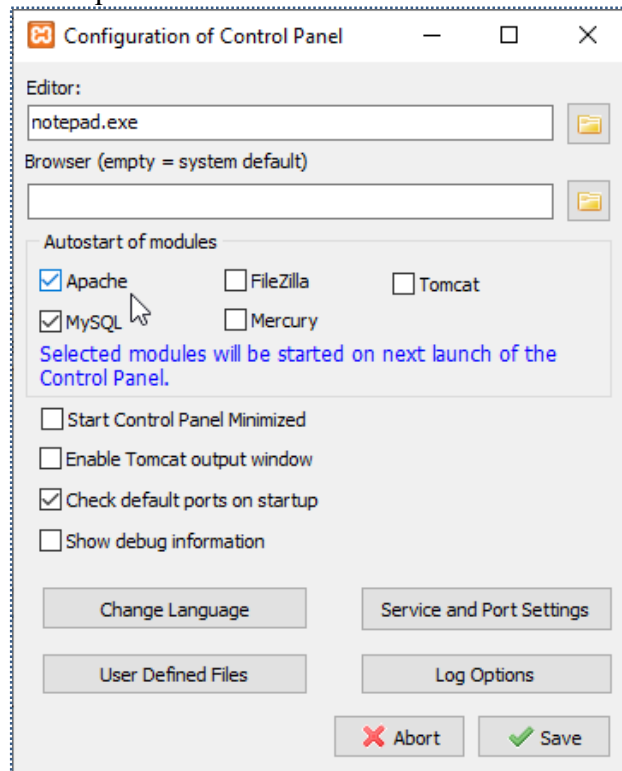 Configuration of Control Panel
Editor:
notepad.exe
Browser (empty = system default)
Autostart of modules
Apache
FileZilla
Tomcat
MySQL
Mercury
Selected modules will be started on next launch of the
Control Panel.
Start Control Panel Minimized
Enable Tomcat output window
Check default ports on startup
Show debug information
Change Language
Service and Port Settings
User Defined Files
Log Options
Abort
Save